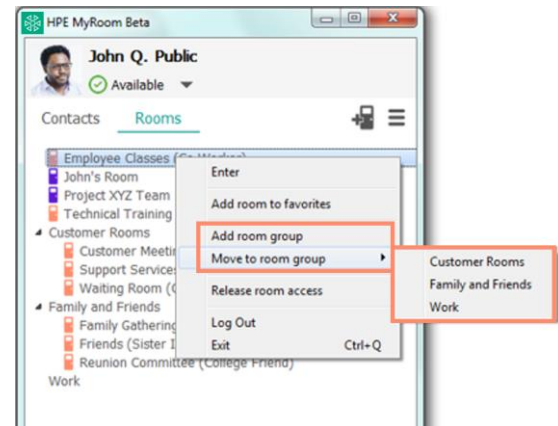 HPE MyRoom Beta
John Q. Public
Available
Contacts Rooms
Employee Classes (Co-Worker)
John's Room
Project XYZ Team
Technical Training
Customer Rooms
Customer
Support Service
Waiting Room
Family and Friends
Family Gathering
Friends (Sister
Reunion Committee (College Friend)
Work
Enter
Add room to favorites
Add room group
Move to room group
Release room access
Log Out
Exit Ctrl+Q
Customer Rooms
Family and Friends
Work